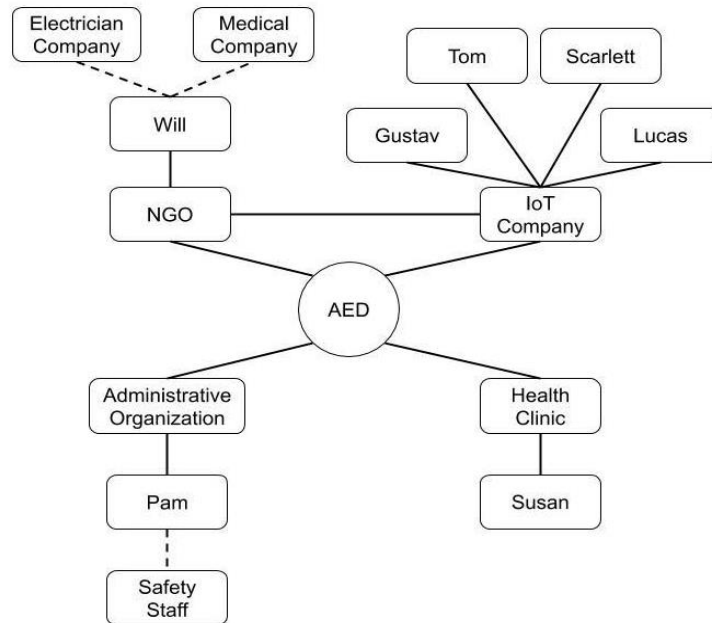 Electrician
Company
Medical
Company
Tom
Scarlett
Will
Gustav
Lucas
NGO
IoT
Company
AED
Administrative
Organization
Health
Clinic
Pam
Susan
Safety
Staff